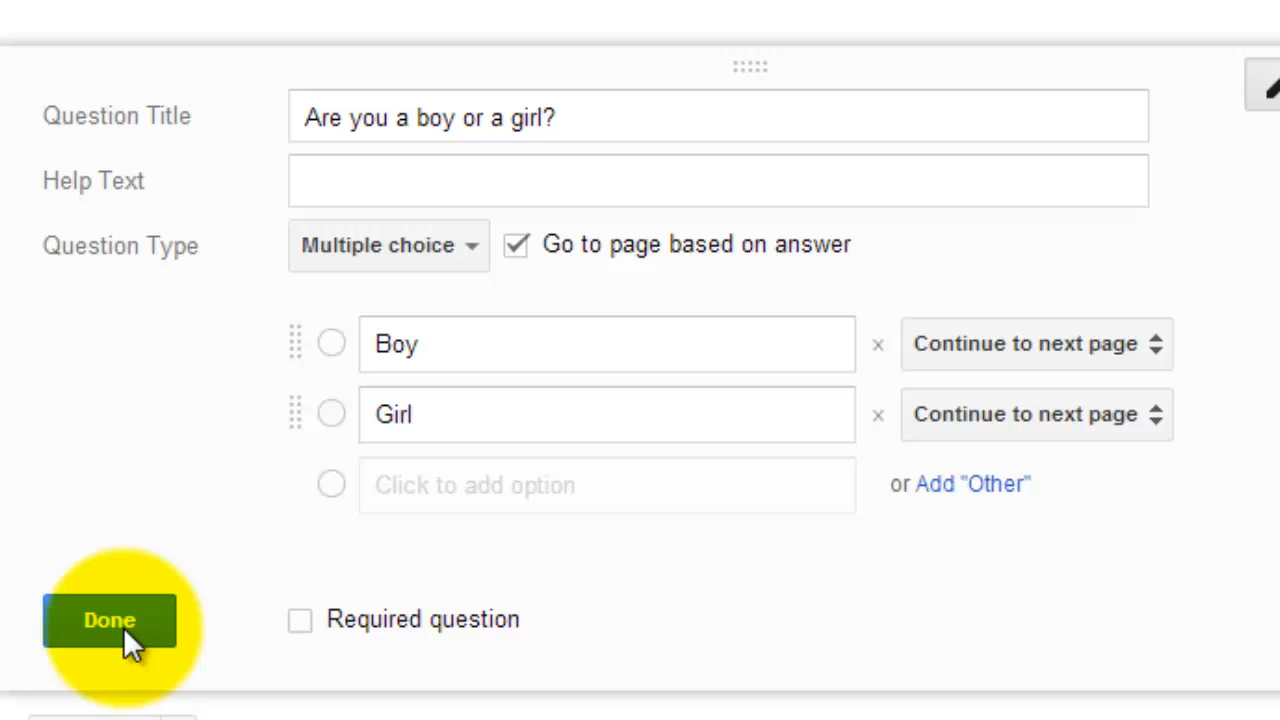 Question Title Are you a boy or a girl?
Help Text
Question Type Multiple choice Go to page based on answer
Boy x Continue to next page
Girl x Continue to next page
Click to add option or Add "Other"
Done Required question